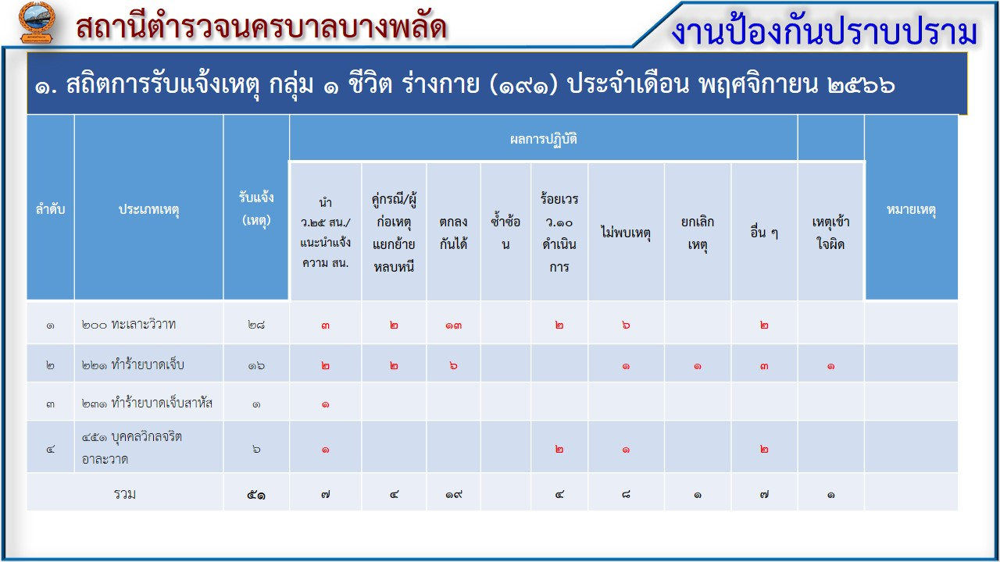 สถานีตำรวจนครบาลบางพลัด
งานป้องกันปราบปราม
๑. สถิตการรับแจ้งเหตุ กลุ่ม ๑ ชีวิต ร่างกาย (๑๙๑) ประจำเดือน พฤศจิกายน ๒๕๖๖
ลำดับ
ประเภทเหตุ
รับแจ้ง
(เหตุ)
ผลการปฏิบัติ
นำ
ว.๒๕ สน./
แนะนำแจ้ง
ความ สน.
คู่กรณี/ผู้
ก่อเหตุ
แยกย้าย
หลบหนี
ตกลง
กันได้
ซ้ำซ้อ
น
ร้อยเวร
ว.๑๐
ดำเนิน
การ
ไม่พบเหตุ
ยกเลิก
เหตุ
อื่น ๆ
เหตุเข้า
ใจผิด
หมายเหตุ
๑ ๒๐๐ ทะเลาะวิวาท ๒๘ ๓ ๒ ๑๓ ๒ ๖ ๒
๒ ๒๒๑ ทำร้ายบาดเจ็บ ๑๖ ๒ ๒ ๖ ๑ ๑ ๓ ๑
๓ ๒๓๑ ทำร้ายบาดเจ็บสาหัส ๑ ๑
๔ ๔๕๑ บุคคลวิกลจริต
อาละวาด ๖ ๑ ๒ ๑ ๒
รวม ๕๑ ๗ ๔ ๑๙ ๔ ๘ ๑ ๗ ๑